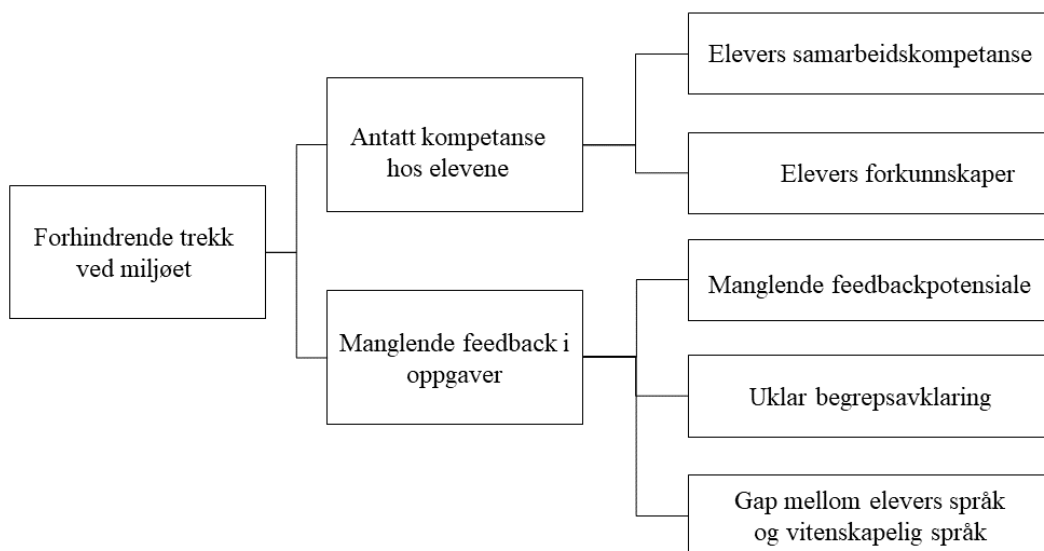 Forhindrende trekk
ved miljøet
Antatt kompetanse
hos elevene
Manglende feedback i
oppgaver
Elevers samarbeidskompetanse
Elevers forkunnskaper
Manglende feedbackpotensiale
Uklar begrepsavklaring
Gap mellom elevers språk
og vitenskapelig språk